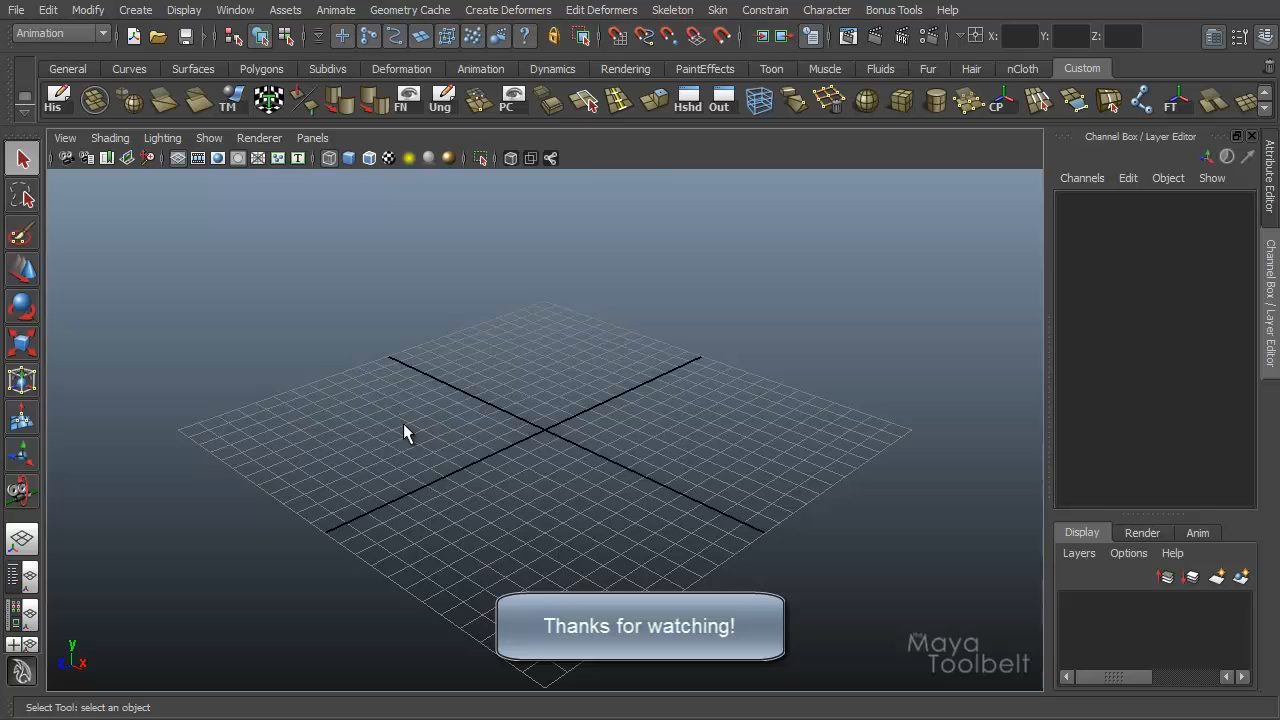 File Edit Modify Create Display Window Assets Animate Geometry Cache Create Deformers Edit Deformers Skeleton Skin Constrain Character Bonus Tools Help
Animation X: Y: Z:
General Curves Surfaces Polygons Subdivs Deformation Animation Dynamics Rendering PaintEffects Toon Muscle Fluids Fur Hair nCloth Custom
His TM FN Ung PC Hshd Out CP FT
View Shading Lighting Show Renderer Panels
Channel Box / Layer Editor
Channels Edit Object Show
Attribute Editor
Channel Box / Layer Editor
Display Render Anim
Layers Options Help
Thanks for watching!
the Maya
Toolbelt
y
z x
Select Tool: select an object